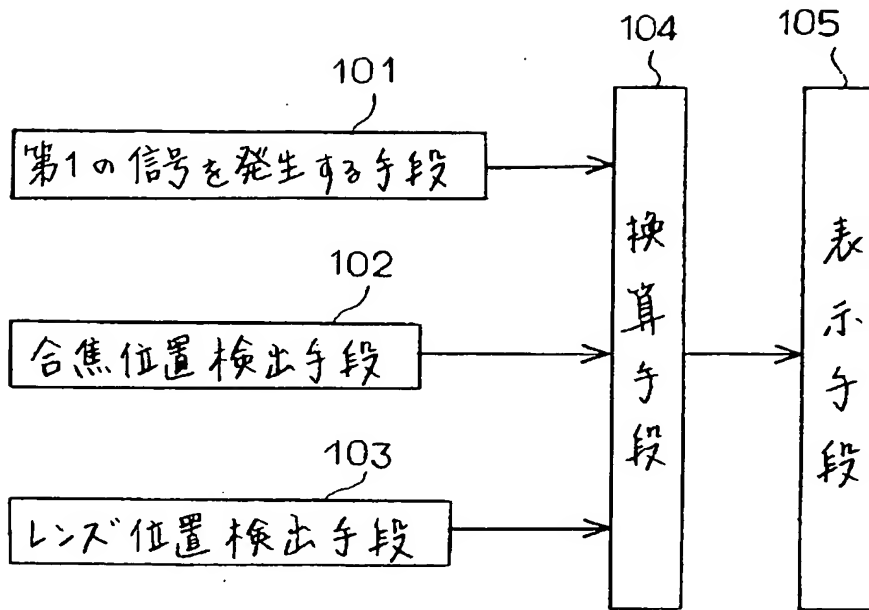 101
第1の信号を発生する手段
102
合焦位置検出手段
103
レンズ位置検出手段
104
換算手段
105
表示手段